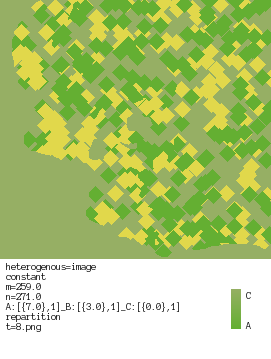 heterogenous=image
constant
m=259.0
n=271.0
A:[{7.0},1]_B:[{3.0},1]_C:[{0.0},1]
repartition
t=8.png
C
A